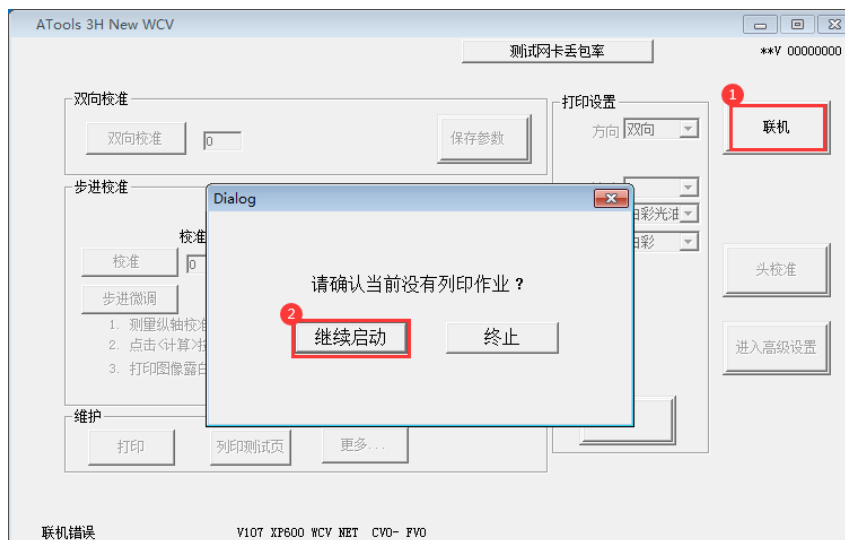 ATools 3H New WCV
测试网卡丢包率
**V 00000000
双向校准
双向校准
0
保存参数
打印设置
方向
双向
1
联机
步进校准
校准
校准
0
步进微调
1. 测量纵轴校准
2. 点击<计算>按
3. 打印图像露白
Dialog
请确认当前没有列印作业？
2
继续启动
终止
白彩光油
白彩
头校准
进入高级设置
维护
打印
列印测试页
更多...
联机错误
V107 XP600 WCV NET CV0- FV0